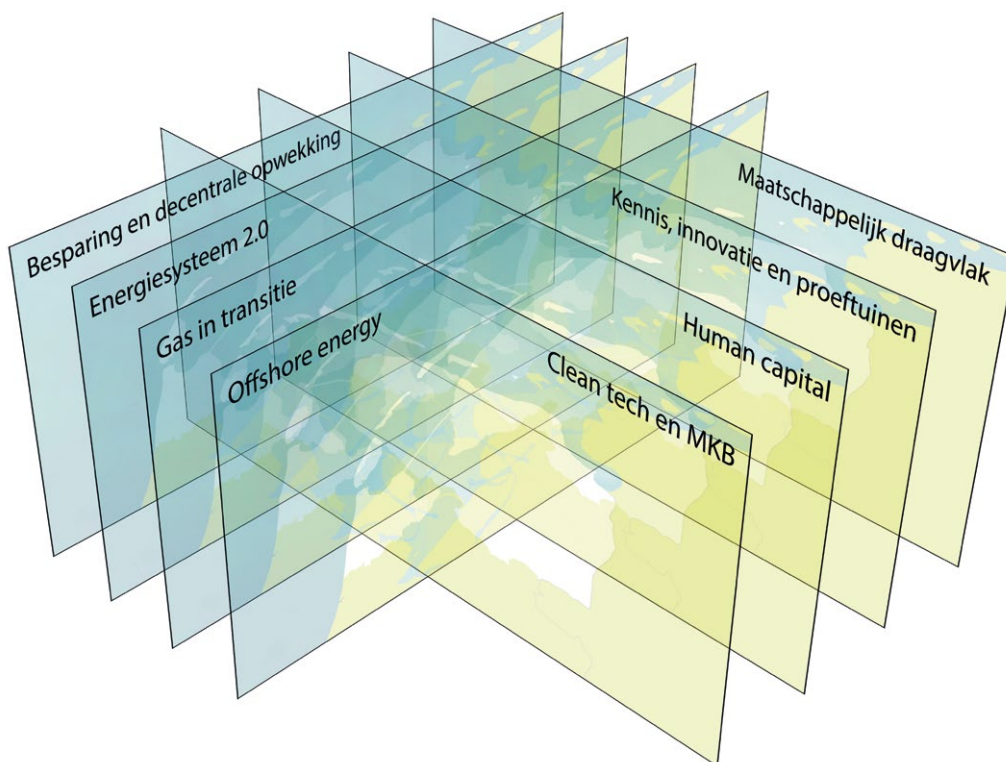 Besparing en decentrale opwekking
Energiesysteem 2.0
Gas in transitie
Offshore energy
Maatschappelijk draagvlak
Kennis, innovatie en proeftuinen
Human capital
Clean tech en MKB